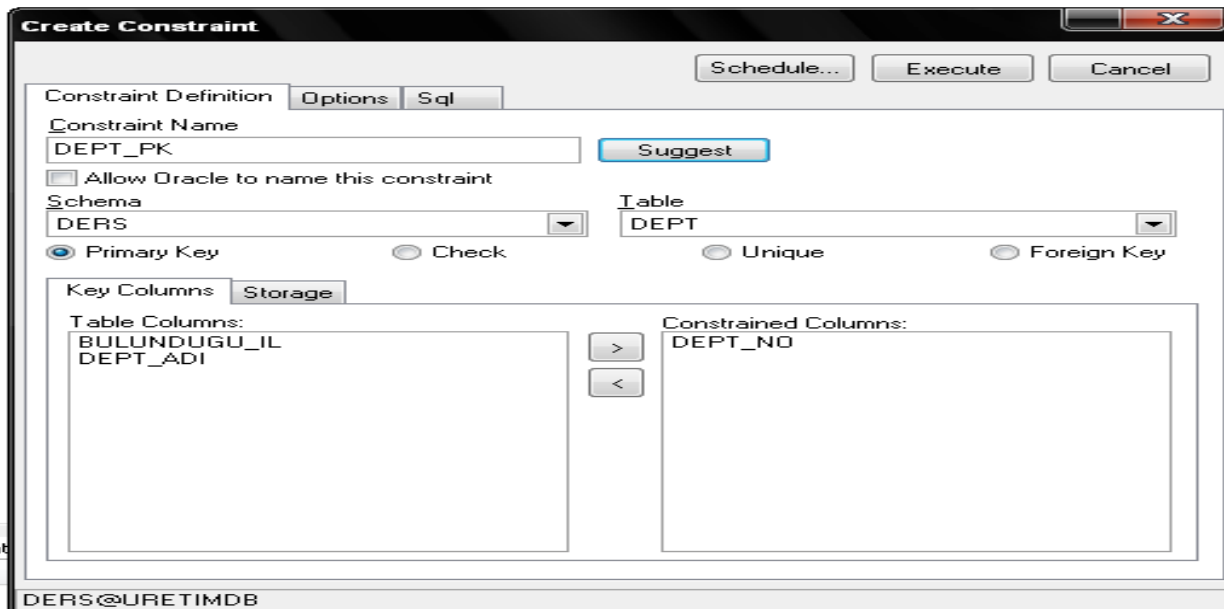 Create Constraint
Schedule... Execute Cancel
Constraint Definition Options Sql
Constraint Name
DEPT_PK Suggest
Allow Oracle to name this constraint
Schema Table
DERS DEPT
Primary Key Check Unique Foreign Key
Key Columns Storage
Table Columns: Constrained Columns:
BULUNDUGU_IL > DEPT_NO
DEPT_ADI
<
DERS@URETIMDB